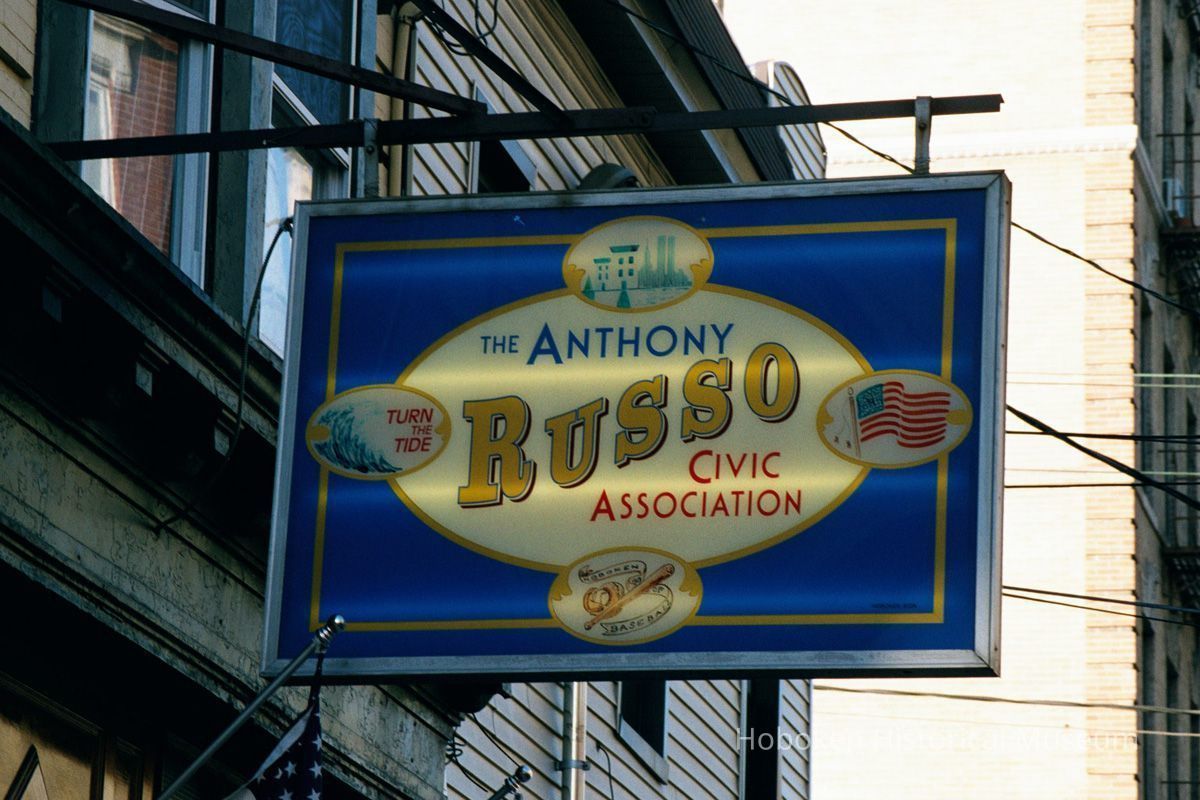 THE ANTHONY
RUSSO
CIVIC
ASSOCIATION
TURN
THE
TIDE
HOBOKEN
BASEBALL
Hoboken Historical Museum